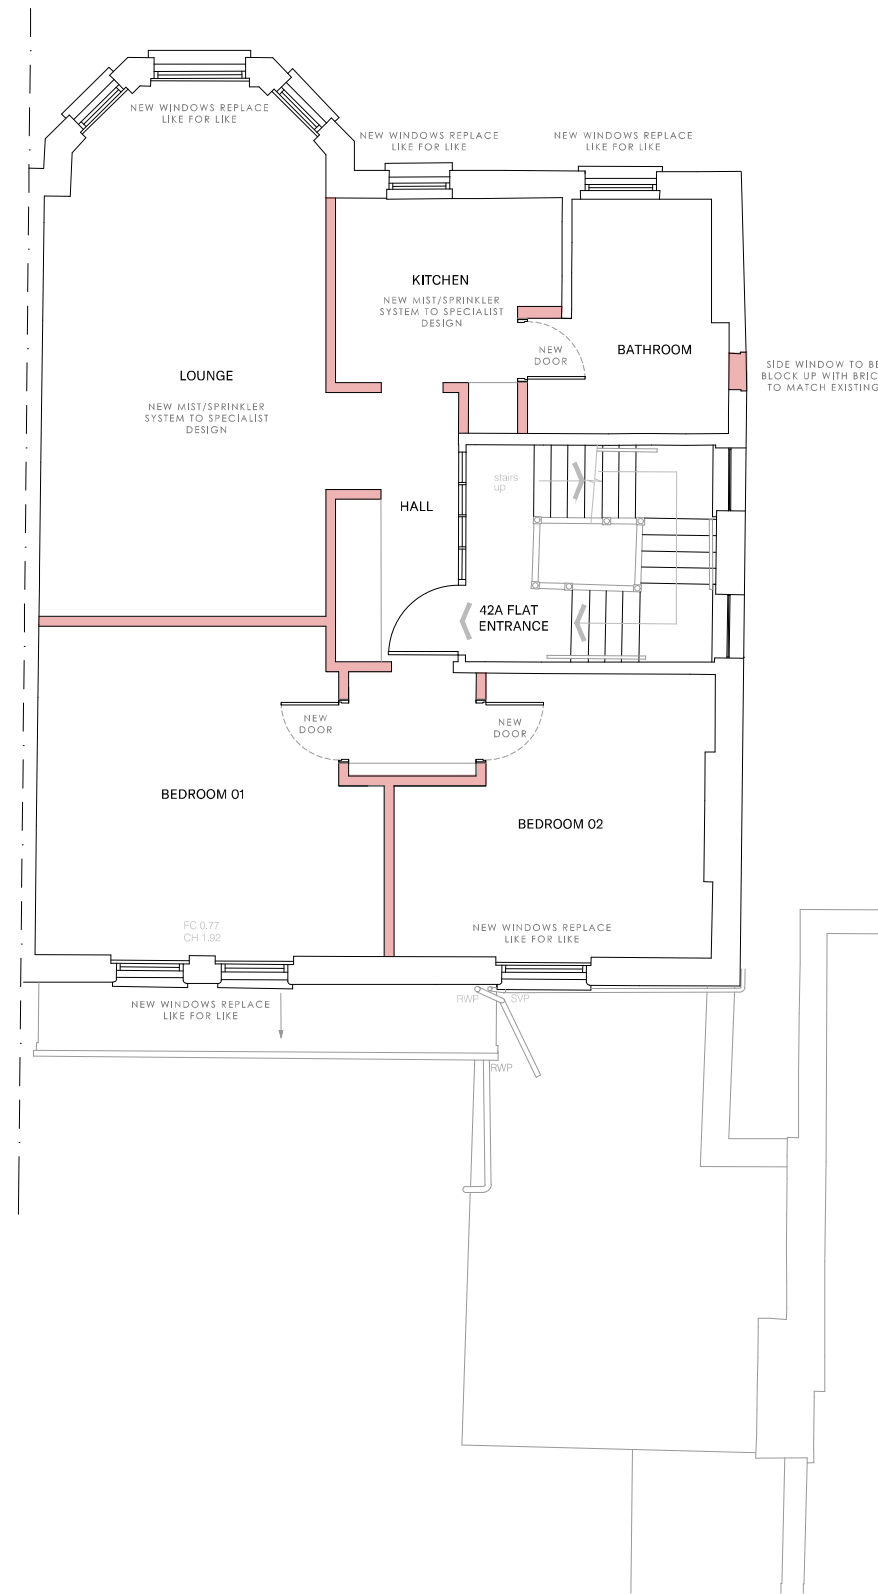 NEW WINDOWS REPLACE
LIKE FOR LIKE
NEW WINDOWS REPLACE
LIKE FOR LIKE
NEW WINDOWS REPLACE
LIKE FOR LIKE
KITCHEN
NEW MIST/SPRINKLER
SYSTEM TO SPECIALIST
DESIGN
NEW
DOOR
BATHROOM
SIDE WINDOW TO BE
BLOCK UP WITH BRIC
TO MATCH EXISTING
LOUNGE
NEW MIST/SPRINKLER
SYSTEM TO SPECIALIST
DESIGN
stairs
up
HALL
42A FLAT
ENTRANCE
NEW
DOOR
NEW
DOOR
BEDROOM 01
BEDROOM 02
FC 0.77
CH 1.92
NEW WINDOWS REPLACE
LIKE FOR LIKE
NEW WINDOWS REPLACE
LIKE FOR LIKE
RWP
SVP
RWP